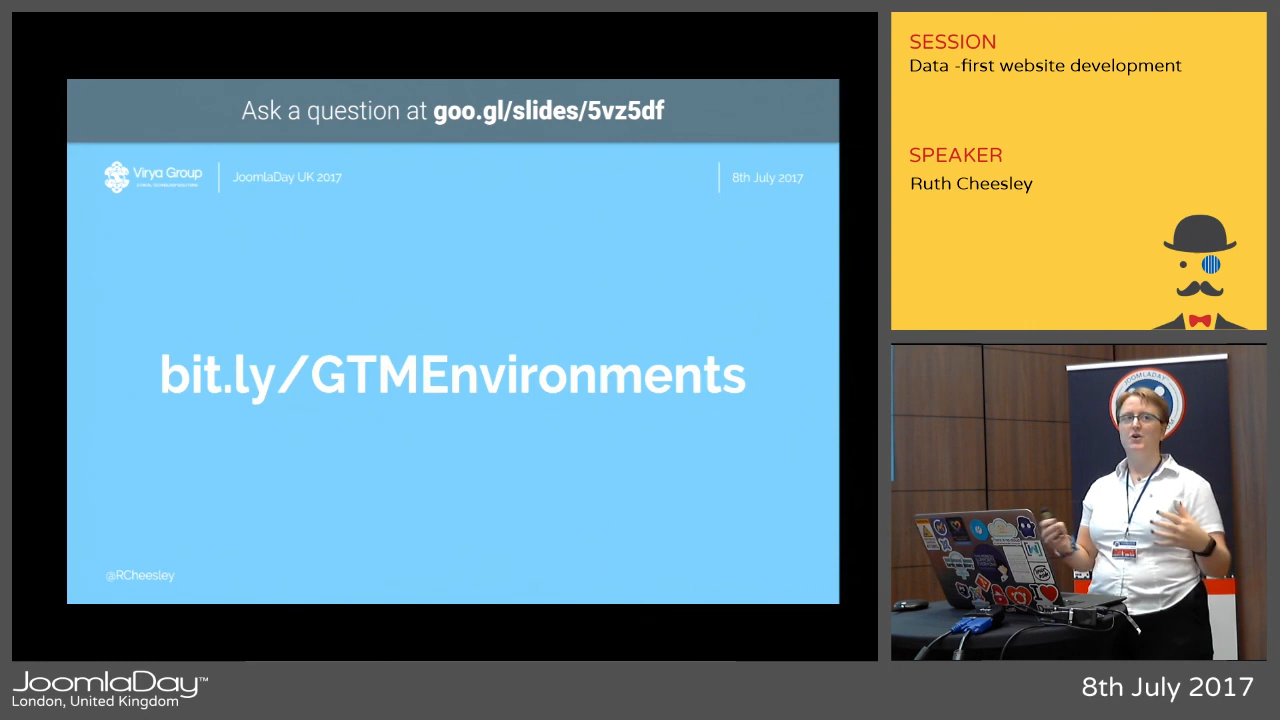 Ask a question at goo.gl/slides/5vz5df
Virya Group
JoomlaDay UK 2017
8th July 2017
bit.ly/GTMEnvironments
@RCheesley
SESSION
Data -first website development
SPEAKER
Ruth Cheesley
JOOMLADAY
JoomlaDay™
London, United Kingdom
8th July 2017